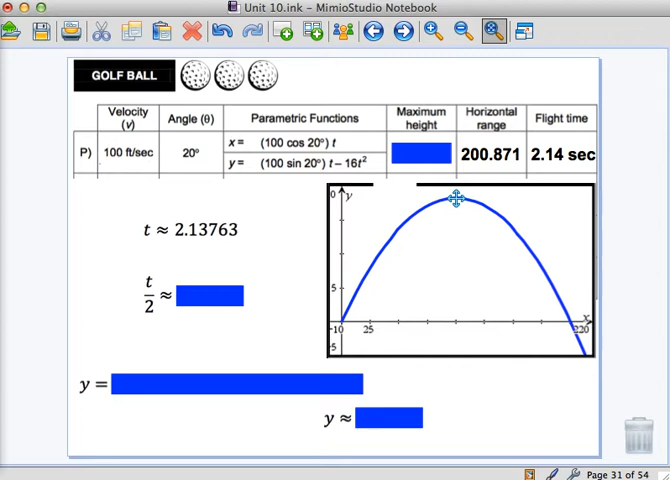 Unit 10.ink - MimioStudio Notebook
GOLF BALL
Velocity (v) Angle (θ) Parametric Functions Maximum height Horizontal range Flight time
P) 100 ft/sec 20° x = (100 cos 20°) t 200.871 2.14 sec
y = (100 sin 20°) t – 16t²
t ≈ 2.13763
t/2 ≈
0 y
5
-10 25 220 x
5
y =
y ≈
Page 31 of 54